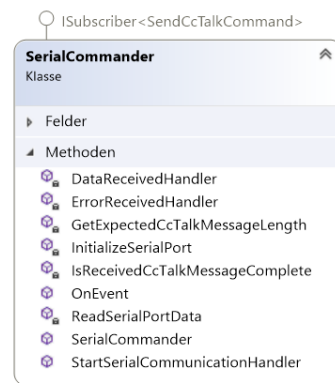 ISubscriber<SendCcTalkCommand>
SerialCommander
Klasse
Felder
Methoden
DataReceivedHandler
ErrorReceivedHandler
GetExpectedCcTalkMessageLength
InitializeSerialPort
IsReceivedCcTalkMessageComplete
OnEvent
ReadSerialPortData
SerialCommander
StartSerialCommunicationHandler